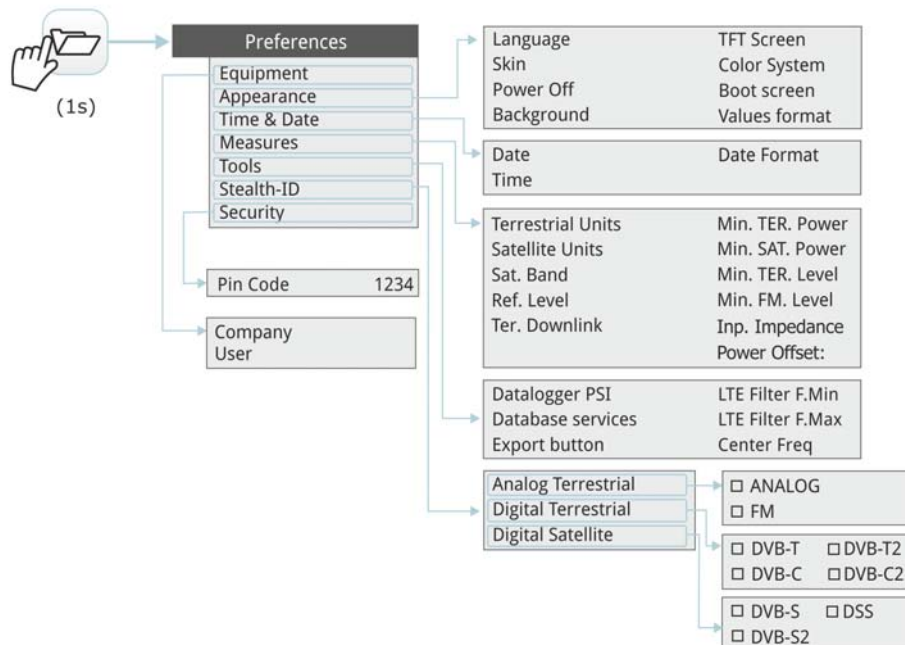 (1s)
Preferences
Equipment
Appearance
Time & Date
Measures
Tools
Stealth-ID
Security
Pin Code 1234
Company
User
Language TFT Screen
Skin Color System
Power Off Boot screen
Background Values format
Date Date Format
Time
Terrestrial Units Min. TER. Power
Satellite Units Min. SAT. Power
Sat. Band Min. TER. Level
Ref. Level Min. FM. Level
Ter. Downlink Inp. Impedance
Power Offset:
Datalogger PSI LTE Filter F.Min
Database services LTE Filter F.Max
Export button Center Freq
Analog Terrestrial
Digital Terrestrial
Digital Satellite
ANALOG
FM
DVB-T DVB-T2
DVB-C DVB-C2
DVB-S DSS
DVB-S2